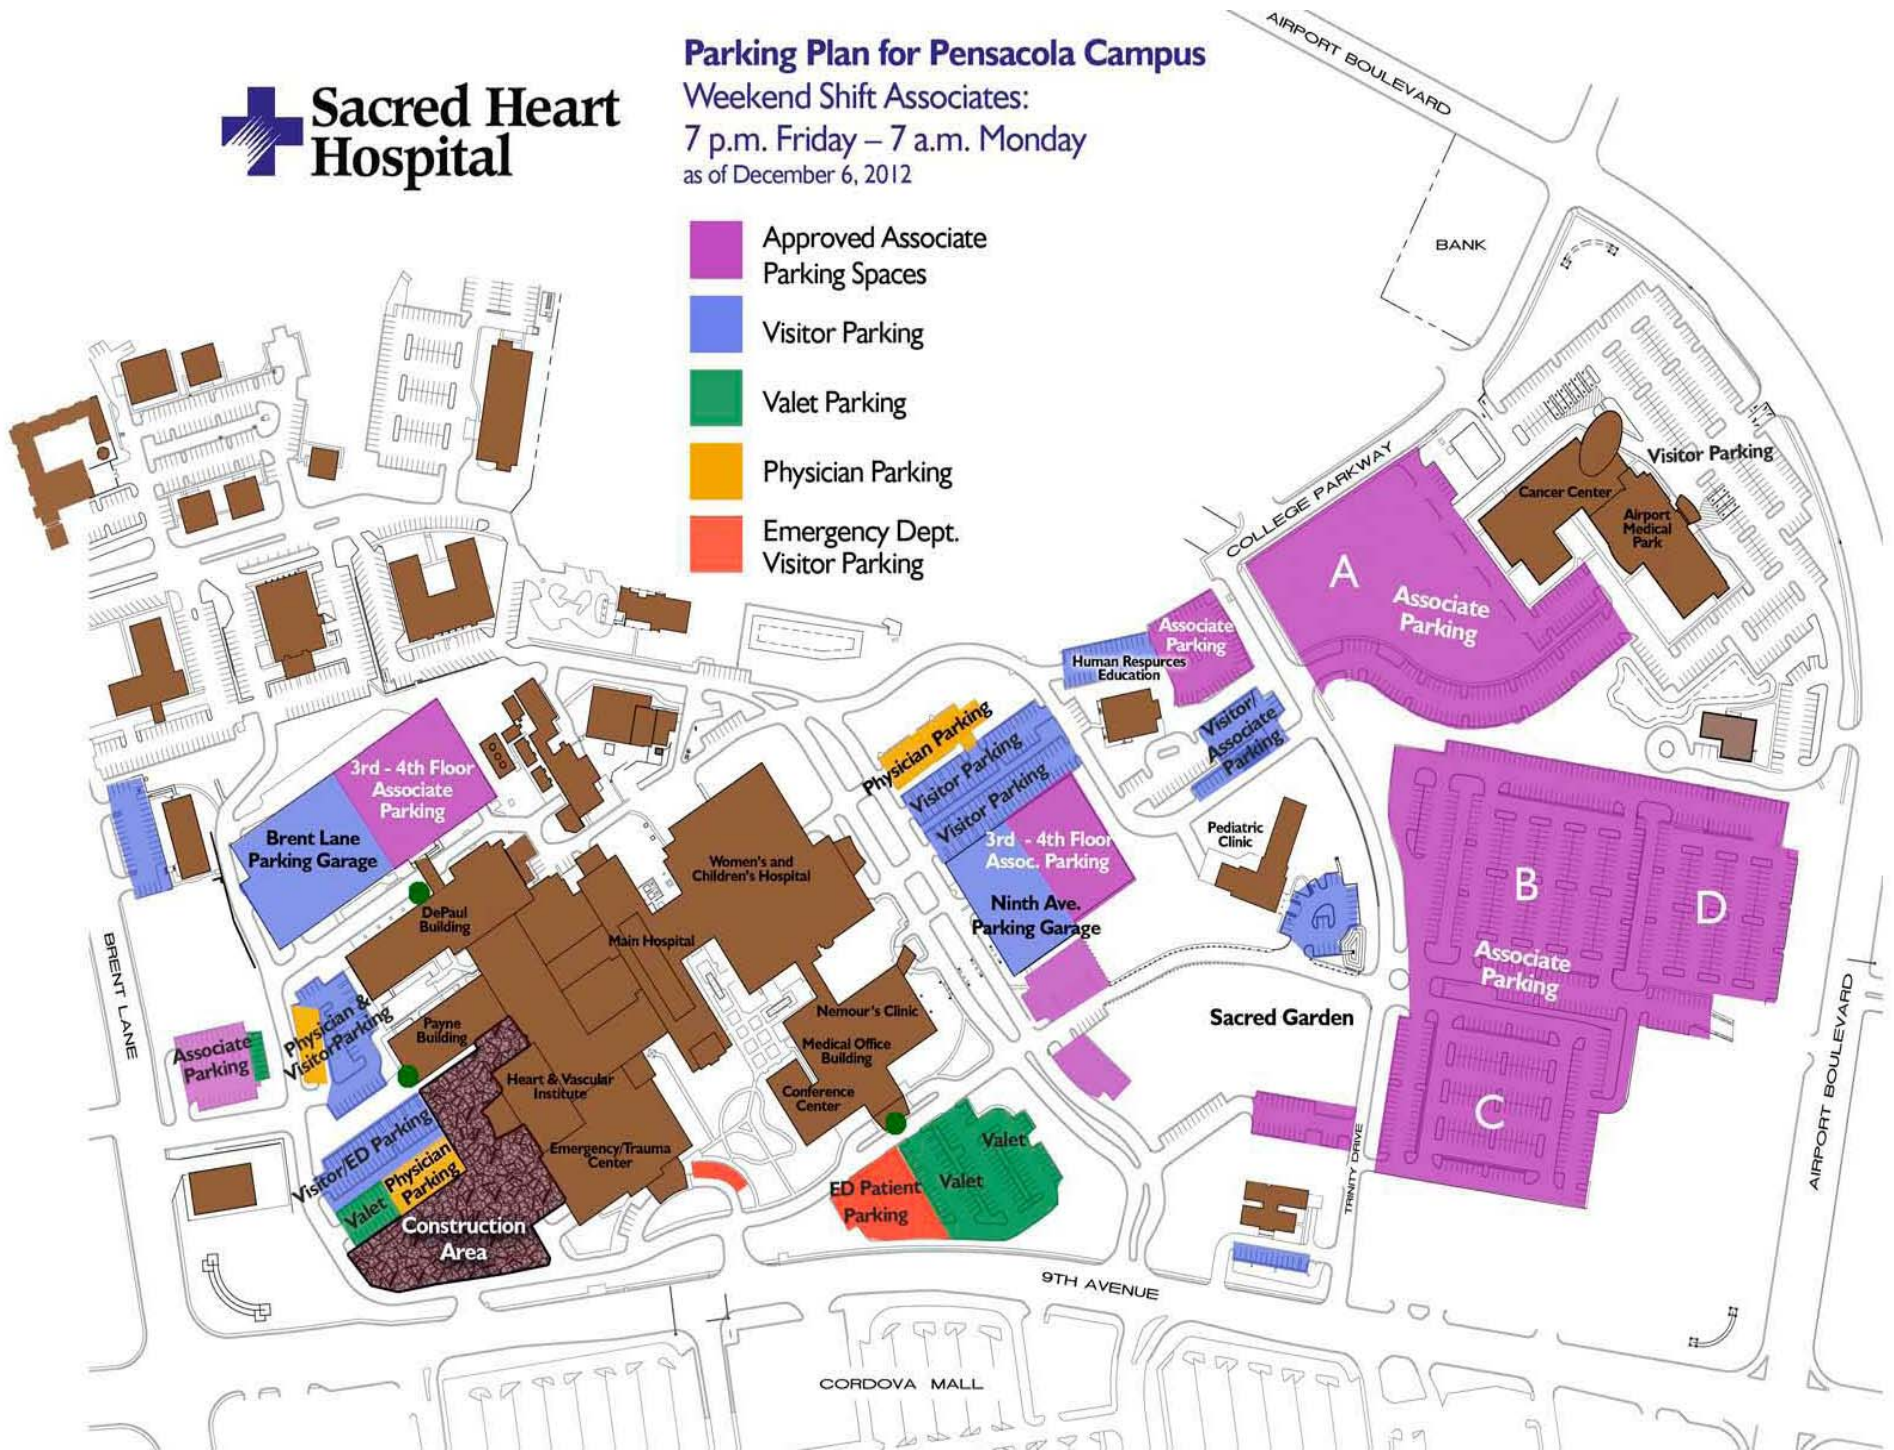 Sacred Heart
Hospital
Parking Plan for Pensacola Campus
Weekend Shift Associates:
7 p.m. Friday – 7 a.m. Monday
as of December 6, 2012
Approved Associate
Parking Spaces
Visitor Parking
Valet Parking
Physician Parking
Emergency Dept.
Visitor Parking
AIRPORT BOULEVARD
BANK
COLLEGE PARKWAY
Visitor Parking
Cancer Center
Airport
Medical
Park
A
Associate
Parking
Associate
Parking
Human Respurces
Education
Visitor/
Associate
Parking
Physician Parking
Visitor Parking
Visitor Parking
3rd - 4th Floor
Assoc. Parking
Ninth Ave.
Parking Garage
Pediatric
Clinic
3rd - 4th Floor
Associate
Parking
Brent Lane
Parking Garage
Women's and
Children's Hospital
DePaul
Building
Main Hospital
B
D
Associate
Parking
C
BRENT LANE
Physician &
Visitor Parking
Payne
Building
Nemour's Clinic
Medical Office
Building
Sacred Garden
Associate
Parking
Heart & Vascular
Institute
Conference
Center
Visitor/ED Parking
Physician
Parking
Valet
Emergency/Trauma
Center
Valet
Valet
ED Patient
Parking
Construction
Area
TRINITY DRIVE
AIRPORT BOULEVARD
9TH AVENUE
CORDOVA MALL